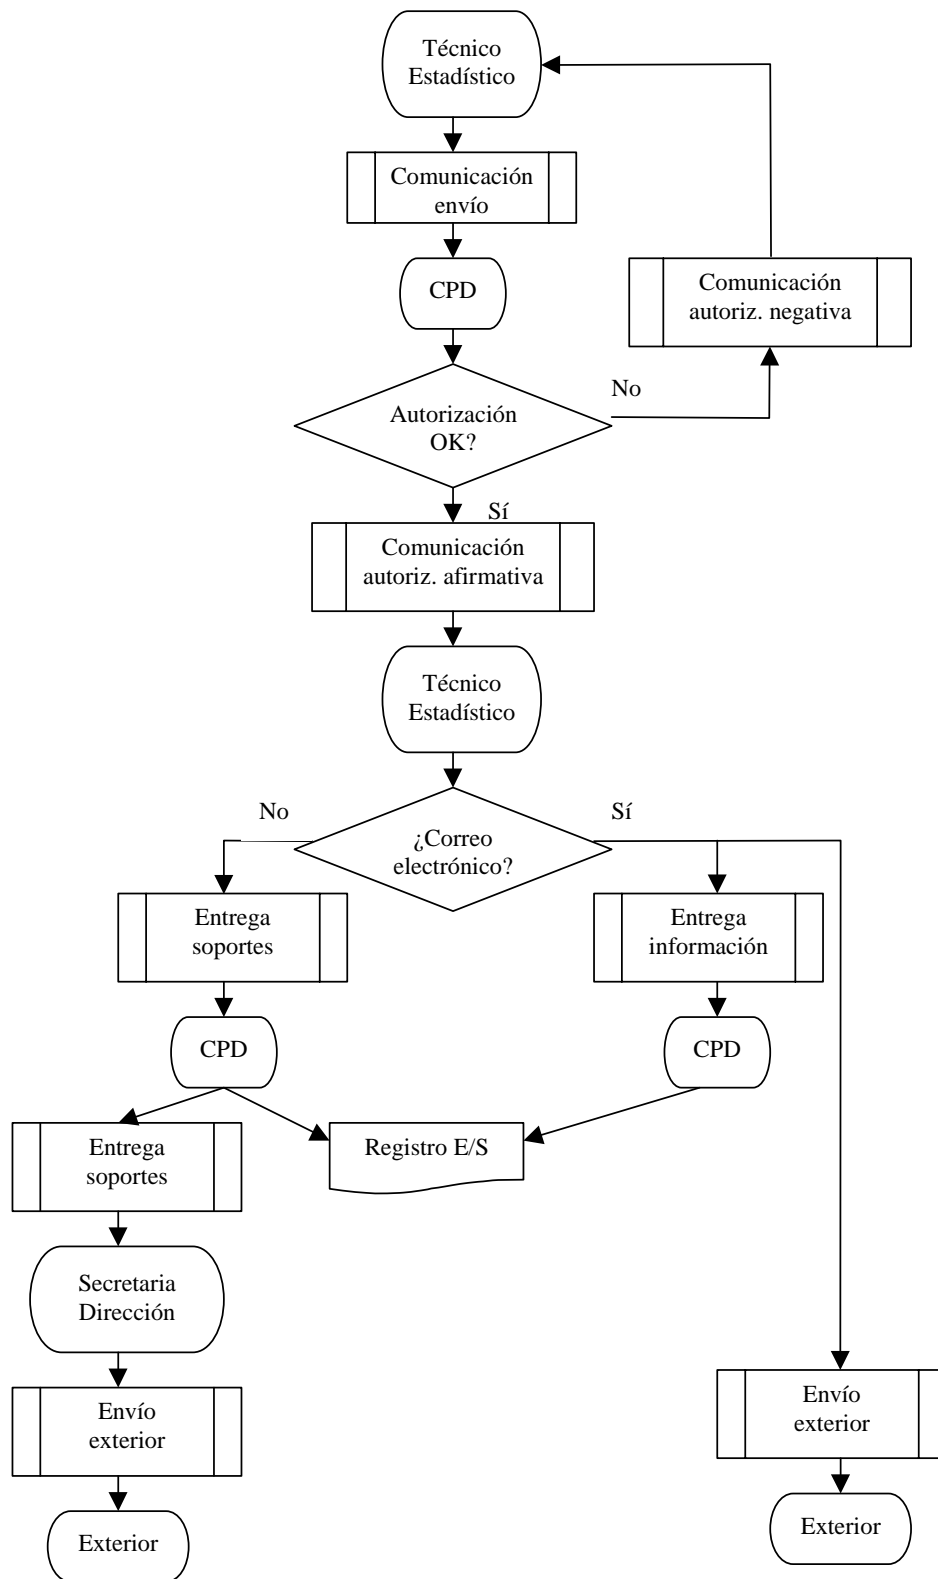 Técnico
Estadístico
Comunicación
envío
CPD
Comunicación
autoriz. negativa
No
Autorización
OK?
Sí
Comunicación
autoriz. afirmativa
Técnico
Estadístico
No
Sí
¿Correo
electrónico?
Entrega
soportes
Entrega
información
CPD
CPD
Entrega
soportes
Registro E/S
Secretaria
Dirección
Envío
exterior
Envío
exterior
Exterior
Exterior